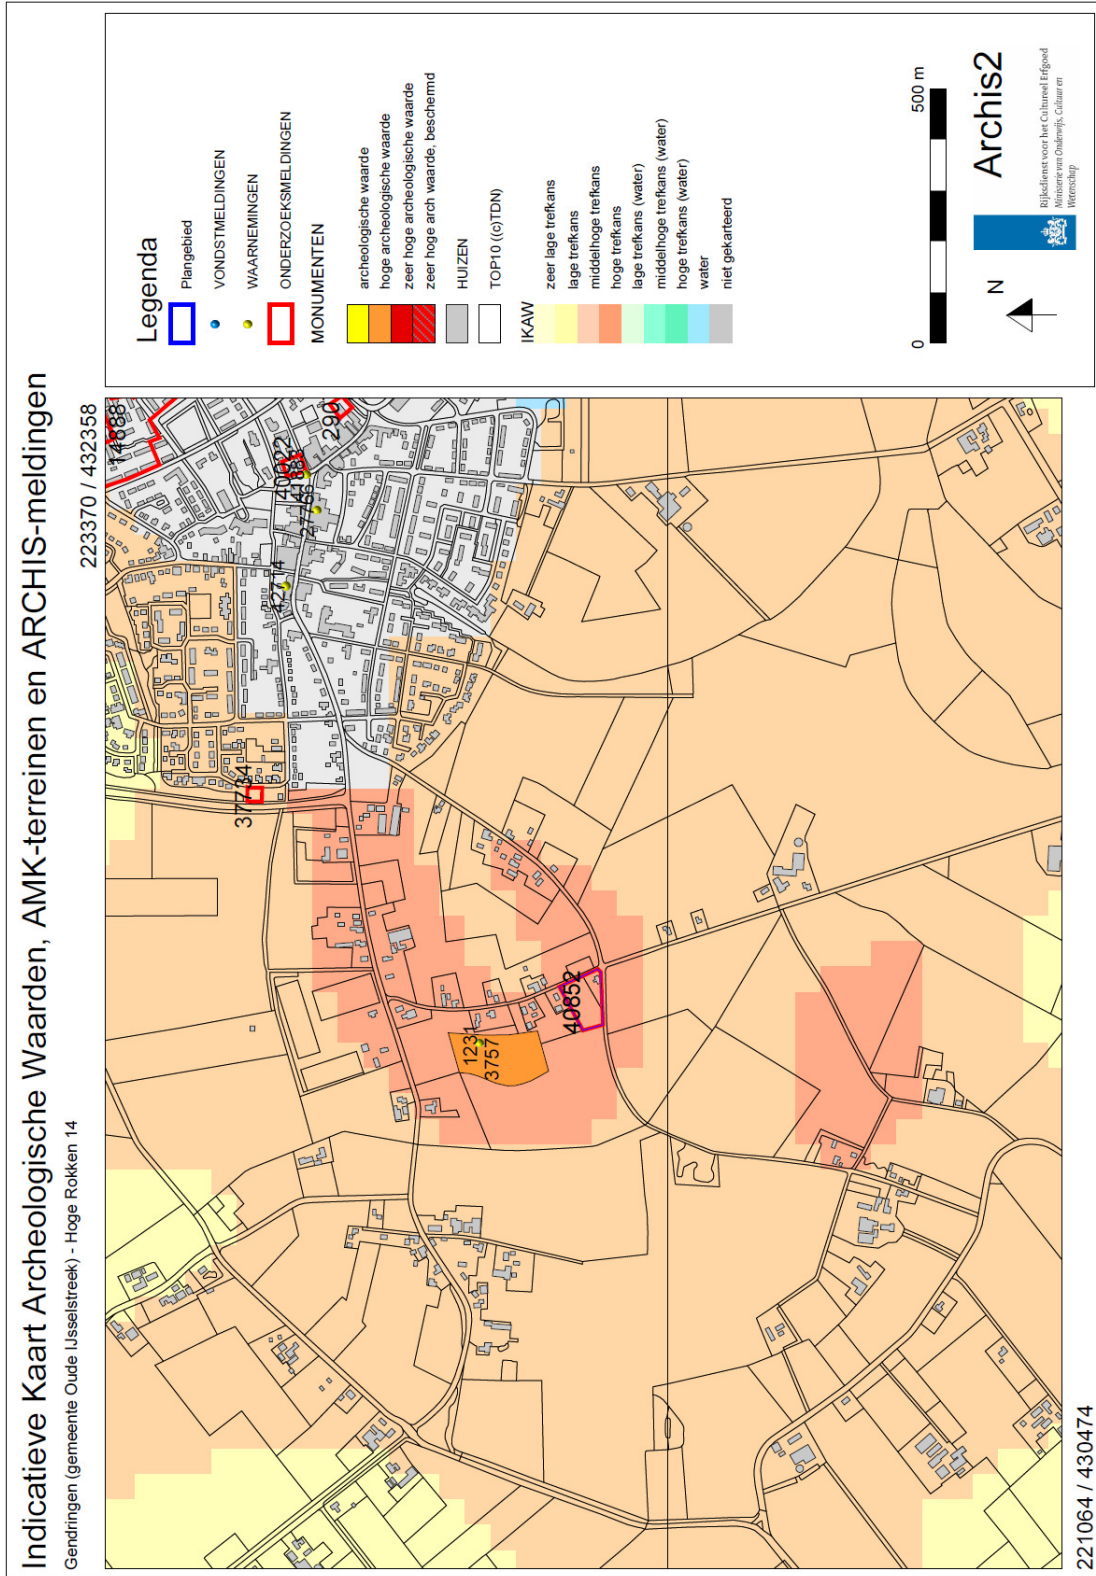 Indicatieve Kaart Archeologische Waarden, AMK-terreinen en ARCHIS-meldingen
Gendringen (gemeente Oude IJsselstreek) - Hoge Rokken 14
223370 / 432358
14888
40022
290
27766
42714
37734
1231
3757
40852
221064 / 430474
Legenda
Plangebied
VONDSTMELDINGEN
WAARNEMINGEN
ONDERZOEKSMELDINGEN
MONUMENTEN
archeologische waarde
hoge archeologische waarde
zeer hoge archeologische waarde
zeer hoge arch waarde, beschermd
HUIZEN
TOP10 ((c)TDN)
IKAW
zeer lage trefkans
lage trefkans
middelhoge trefkans
hoge trefkans
lage trefkans (water)
middelhoge trefkans (water)
hoge trefkans (water)
water
niet gekarteerd
0
500 m
N
Archis2
Rijksdienst voor het Cultureel Erfgoed
Ministerie van Onderwijs, Cultuur en
Wetenschap